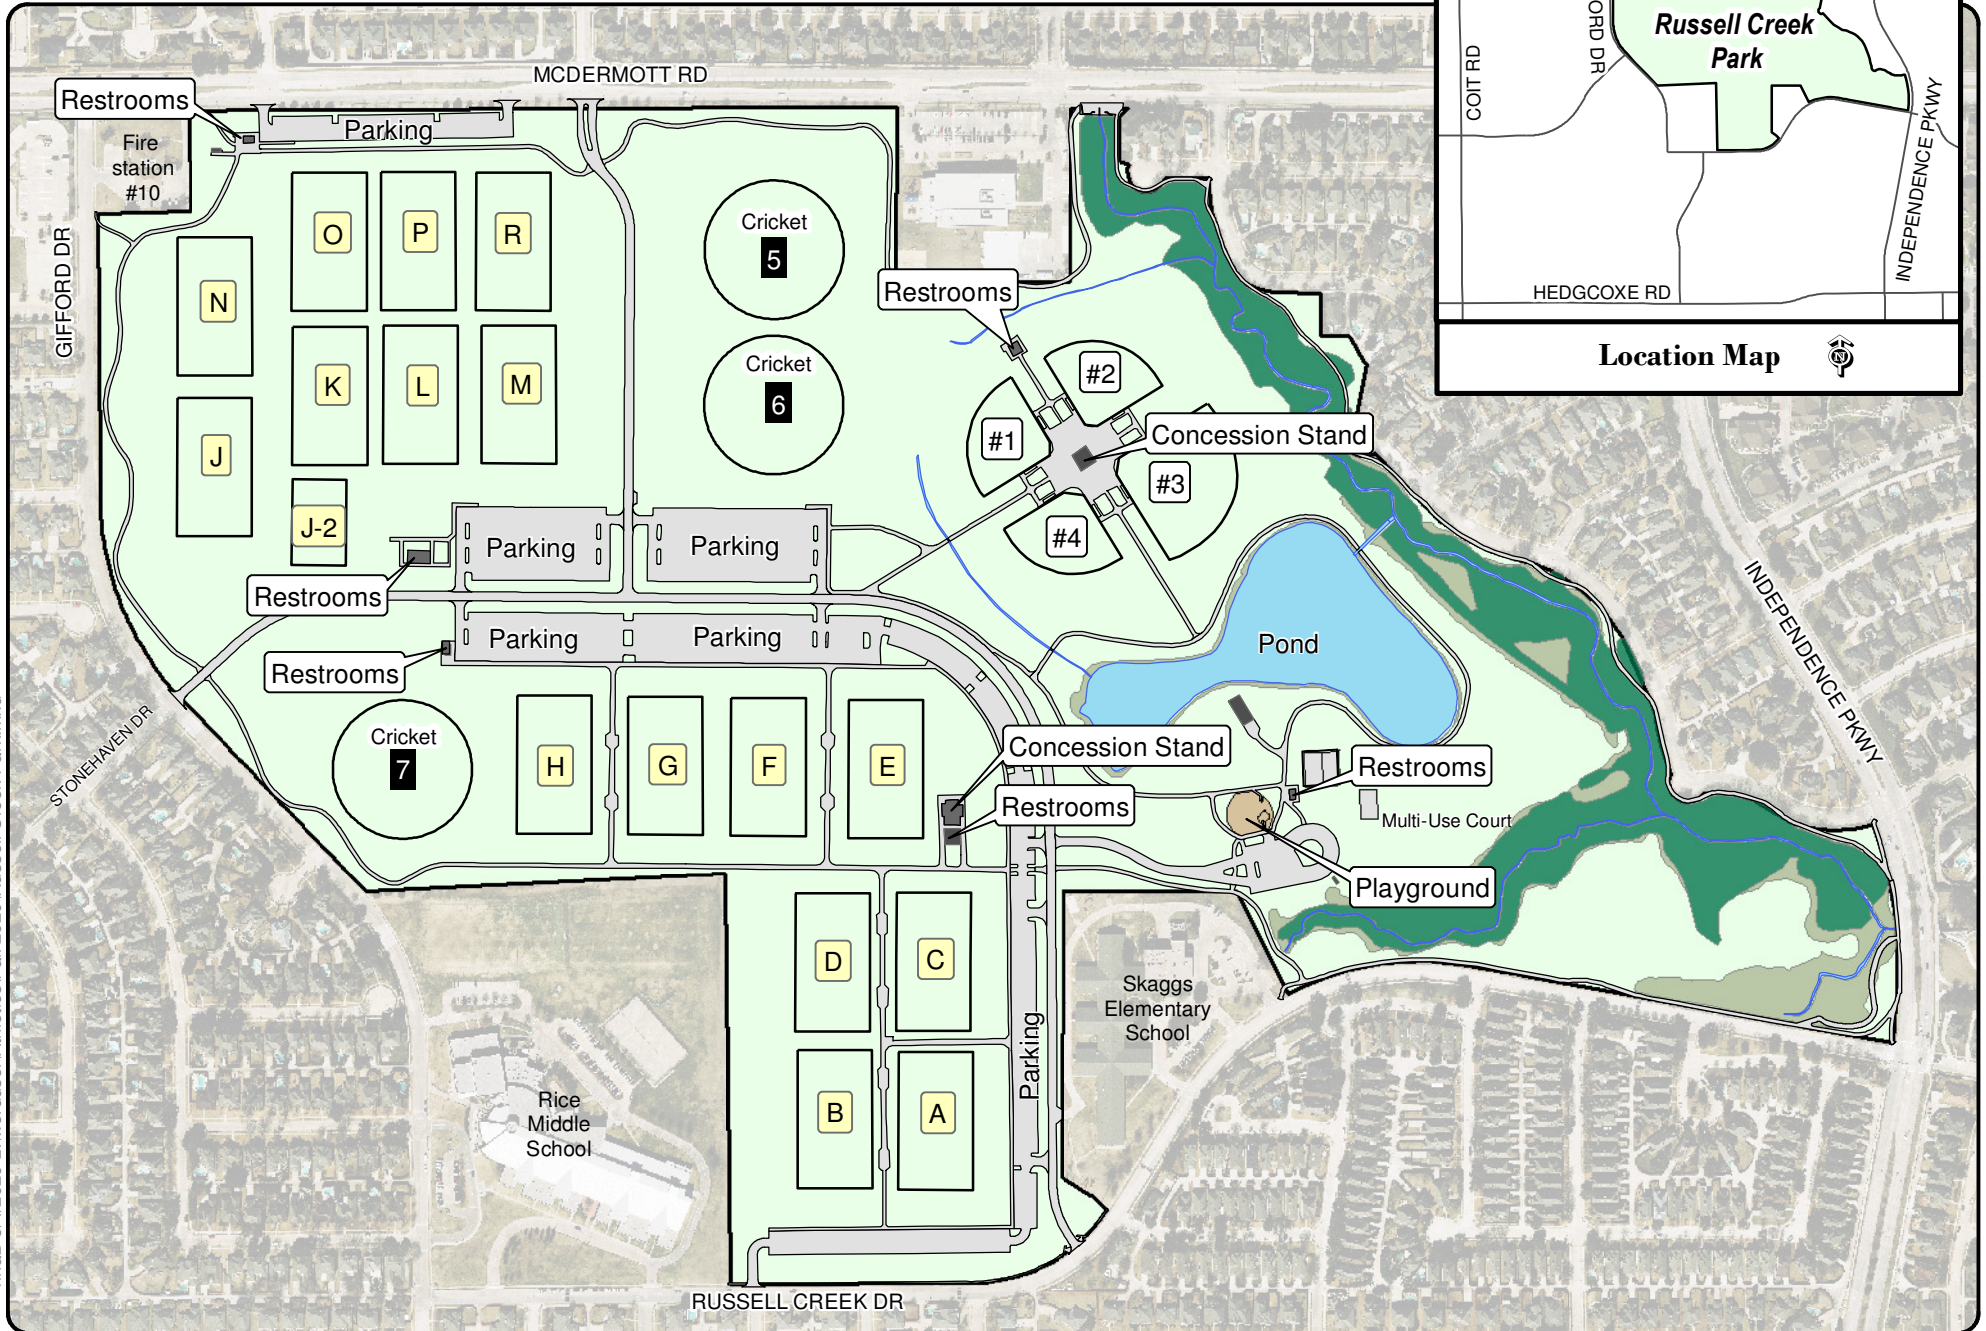 MCDERMOTT RD
Restrooms
Parking
Fire
station
#10
GIFFORD DR
O
P
R
N
Cricket
5
Restrooms
K
L
M
J
Cricket
6
#2
#1
Concession Stand
#3
#4
J-2
Parking
Parking
Restrooms
Parking
Parking
Restrooms
Pond
INDEPENDENCE PKWY
STONEHAVEN DR
Cricket
7
H
G
F
E
Concession Stand
Restrooms
Restrooms
Multi-Use Court
Playground
D
C
B
A
Parking
Skaggs
Elementary
School
Rice
Middle
School
RUSSELL CREEK DR
Russell Creek
Park
COIT RD
ORD DR
INDEPENDENCE PKWY
HEDGCOXE RD
Location Map
N